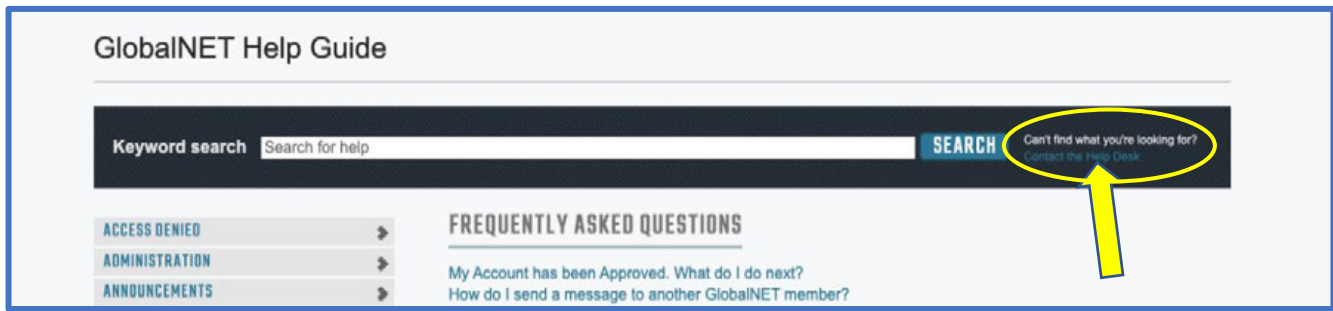 GlobalNET Help Guide
Keyword search Search for help SEARCH Can't find what you're looking for?
Contact the Help Desk
ACCESS DENIED
ADMINISTRATION
ANNOUNCEMENTS
FREQUENTLY ASKED QUESTIONS
My Account has been Approved. What do I do next?
How do I send a message to another GlobalNET member?